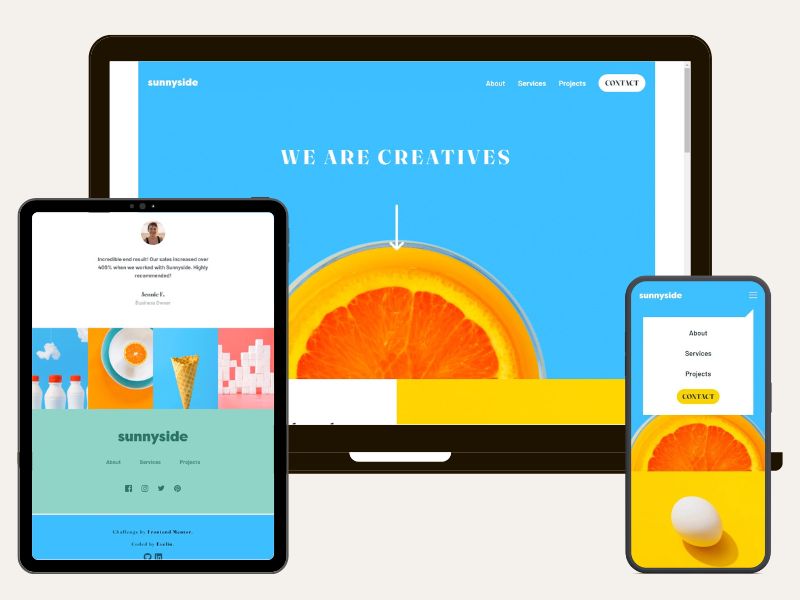 sunnyside
About Services Projects CONTACT
WE ARE CREATIVES
Incredible end result! Our sales increased over
400% when we worked with Sunnyside. Highly
recommended!
Jennie F.
Business Owner
sunnyside
About Services Projects
Challenge by Frontend Mentor.
Coded by Evelin.
sunnyside
About
Services
Projects
CONTACT